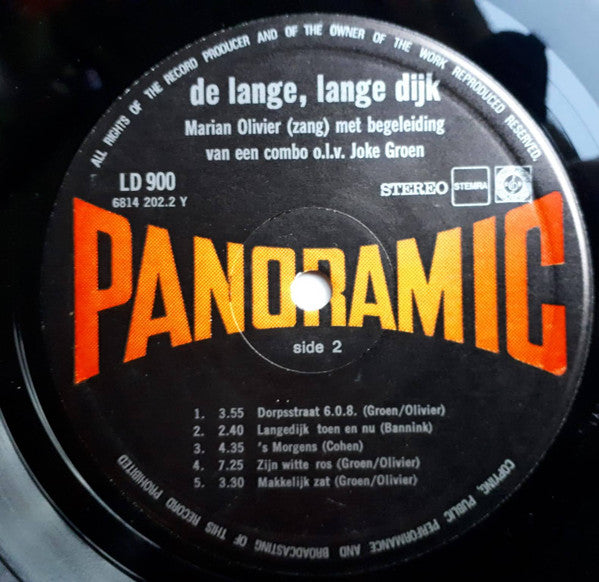 ALL RIGHTS OF THE RECORD PRODUCER AND OF THE OWNER OF THE WORK REPRODUCED RESERVED.
de lange, lange dijk
Marian Olivier (zang) met begeleiding
van een combo o.l.v. Joke Groen
LD 900
6814 202.2 Y
STEREO
STEMRA
PANORAMIC
side 2
1. 3.55 Dorpsstraat 6.0.8. (Groen/Olivier)
2. 2.40 Langedijk toen en nu (Bannink)
3. 4.35 's Morgens (Cohen)
4. 7.25 Zijn witte ros (Groen/Olivier)
5. 3.30 Makkelijk zat (Groen/Olivier)
COPYING, PUBLIC PERFORMANCE AND BROADCASTING OF THIS RECORD PROHIBITED